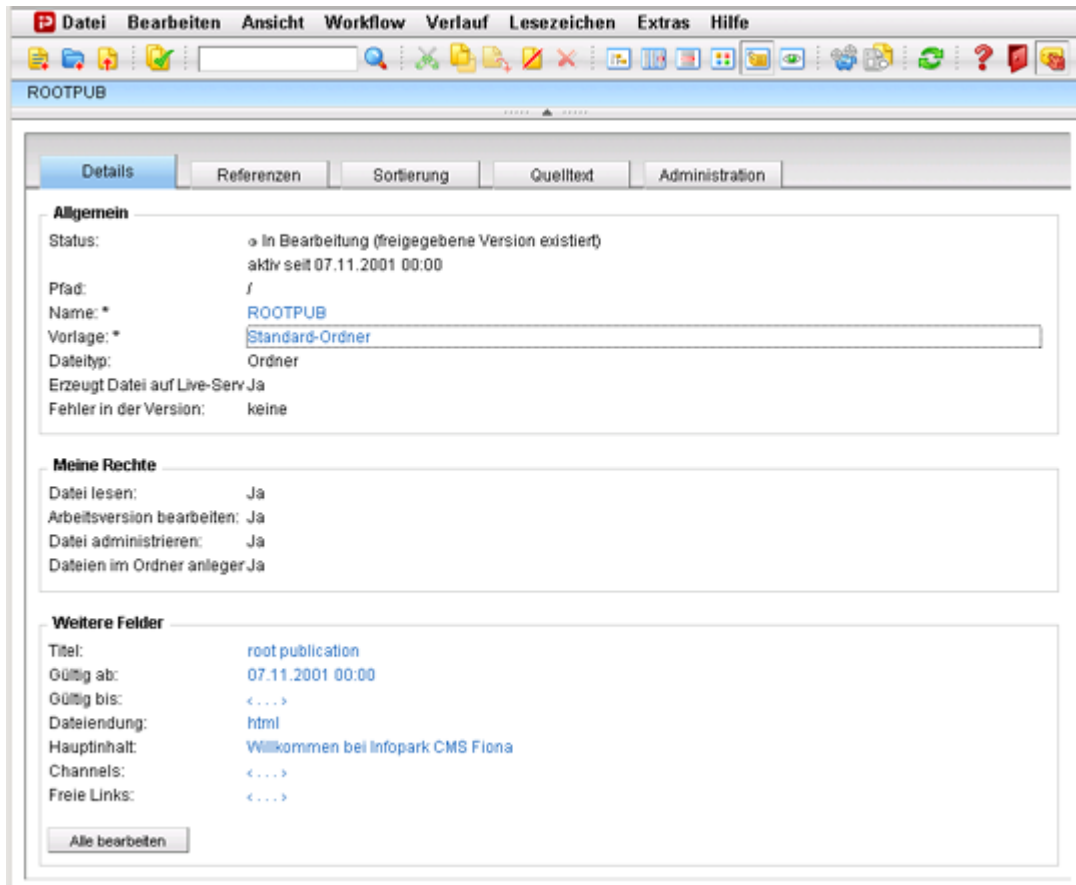 Datei Bearbeiten Ansicht Workflow Verlauf Lesezeichen Extras Hilfe
ROOTPUB
Details Referenzen Sortierung Quelltext Administration
Allgemein
Status: In Bearbeitung (freigegebene Version existiert)
aktiv seit 07.11.2001 00:00
Pfad: /
Name: * ROOTPUB
Vorlage: * Standard-Ordner
Dateityp: Ordner
Erzeugt Datei auf Live-Serv Ja
Fehler in der Version: keine
Meine Rechte
Datei lesen: Ja
Arbeitsversion bearbeiten: Ja
Datei administrieren: Ja
Dateien im Ordner anleger Ja
Weitere Felder
Titel: root publication
Gültig ab: 07.11.2001 00:00
Gültig bis: < . . . >
Dateiendung: html
Hauptinhalt: Willkommen bei Infopark CMS Fiona
Channels: < . . . >
Freie Links: < . . . >
Alle bearbeiten